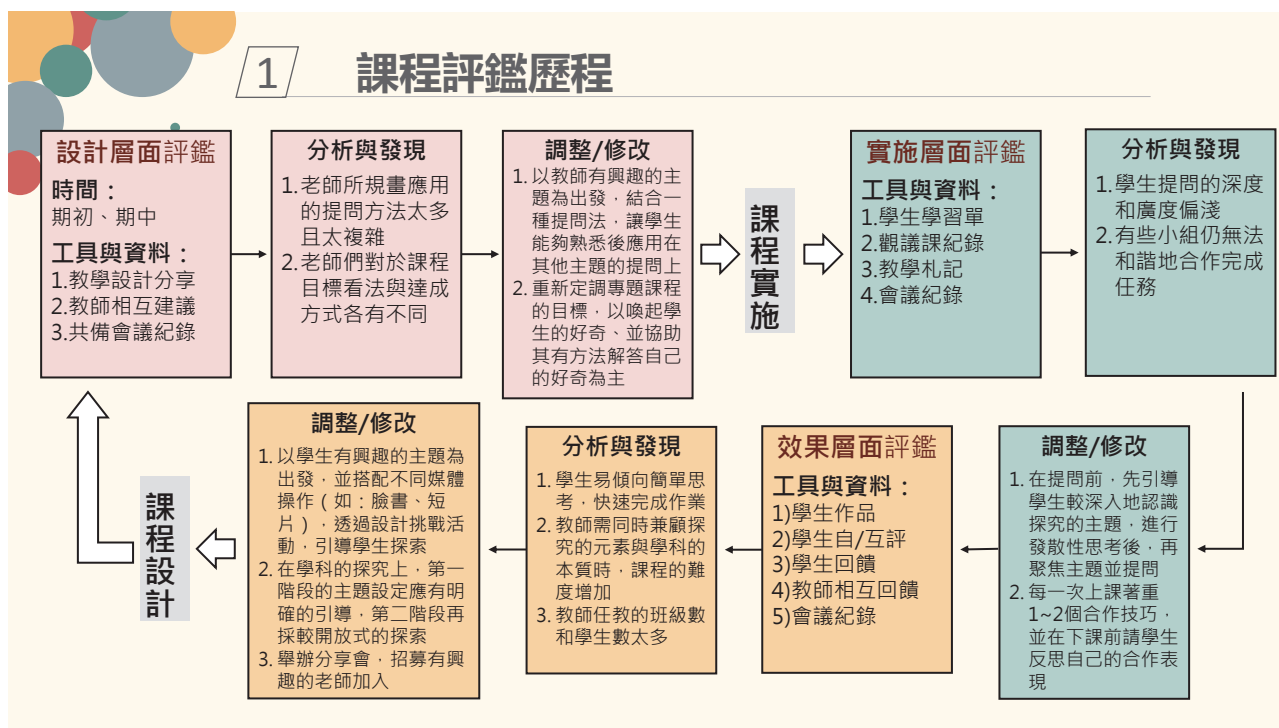 1
課程評鑑歷程
設計層面評鑑
時間：
期初、期中
工具與資料：
1.教學設計分享
2.教師相互建議
3.共備會議紀錄
分析與發現
1.老師所規畫應用
的提問方法太多
且太複雜
2.老師們對於課程
目標看法與達成
方式各有不同
調整/修改
1.以教師有興趣的主
題為出發，結合一
種提問法，讓學生
能夠熟悉後應用在
其他主題的提問上
2.重新定調專題課程
的目標，以喚起學
生的好奇、並協助
其有方法解答自己
的好奇為主
課程實施
實施層面評鑑
工具與資料：
1.學生學習單
2.觀議課紀錄
3.教學札記
4.會議紀錄
分析與發現
1.學生提問的深度
和廣度偏淺
2.有些小組仍無法
和諧地合作完成
任務
調整/修改
1. 在提問前，先引導
學生較深入地認識
探究的主題，進行
發散性思考後，再
聚焦主題並提問
2. 每一次上課著重
1~2個合作技巧，
並在下課前請學生
反思自己的合作表
現
效果層面評鑑
工具與資料：
1)學生作品
2)學生自/互評
3)學生回饋
4)教師相互回饋
5)會議紀錄
分析與發現
1. 學生易傾向簡單思
考，快速完成作業
2. 教師需同時兼顧探
究的元素與學科的
本質時，課程的難
度增加
3. 教師任教的班級數
和學生數太多
調整/修改
1. 以學生有興趣的主題為
出發，並搭配不同媒體
操作（如：臉書、短
片），透過設計挑戰活
動，引導學生探索
2. 在學科的探究上，第一
階段的主題設定應有明
確的引導，第二階段再
採較開放式的探索
3. 舉辦分享會，招募有興
趣的老師加入
課程設計